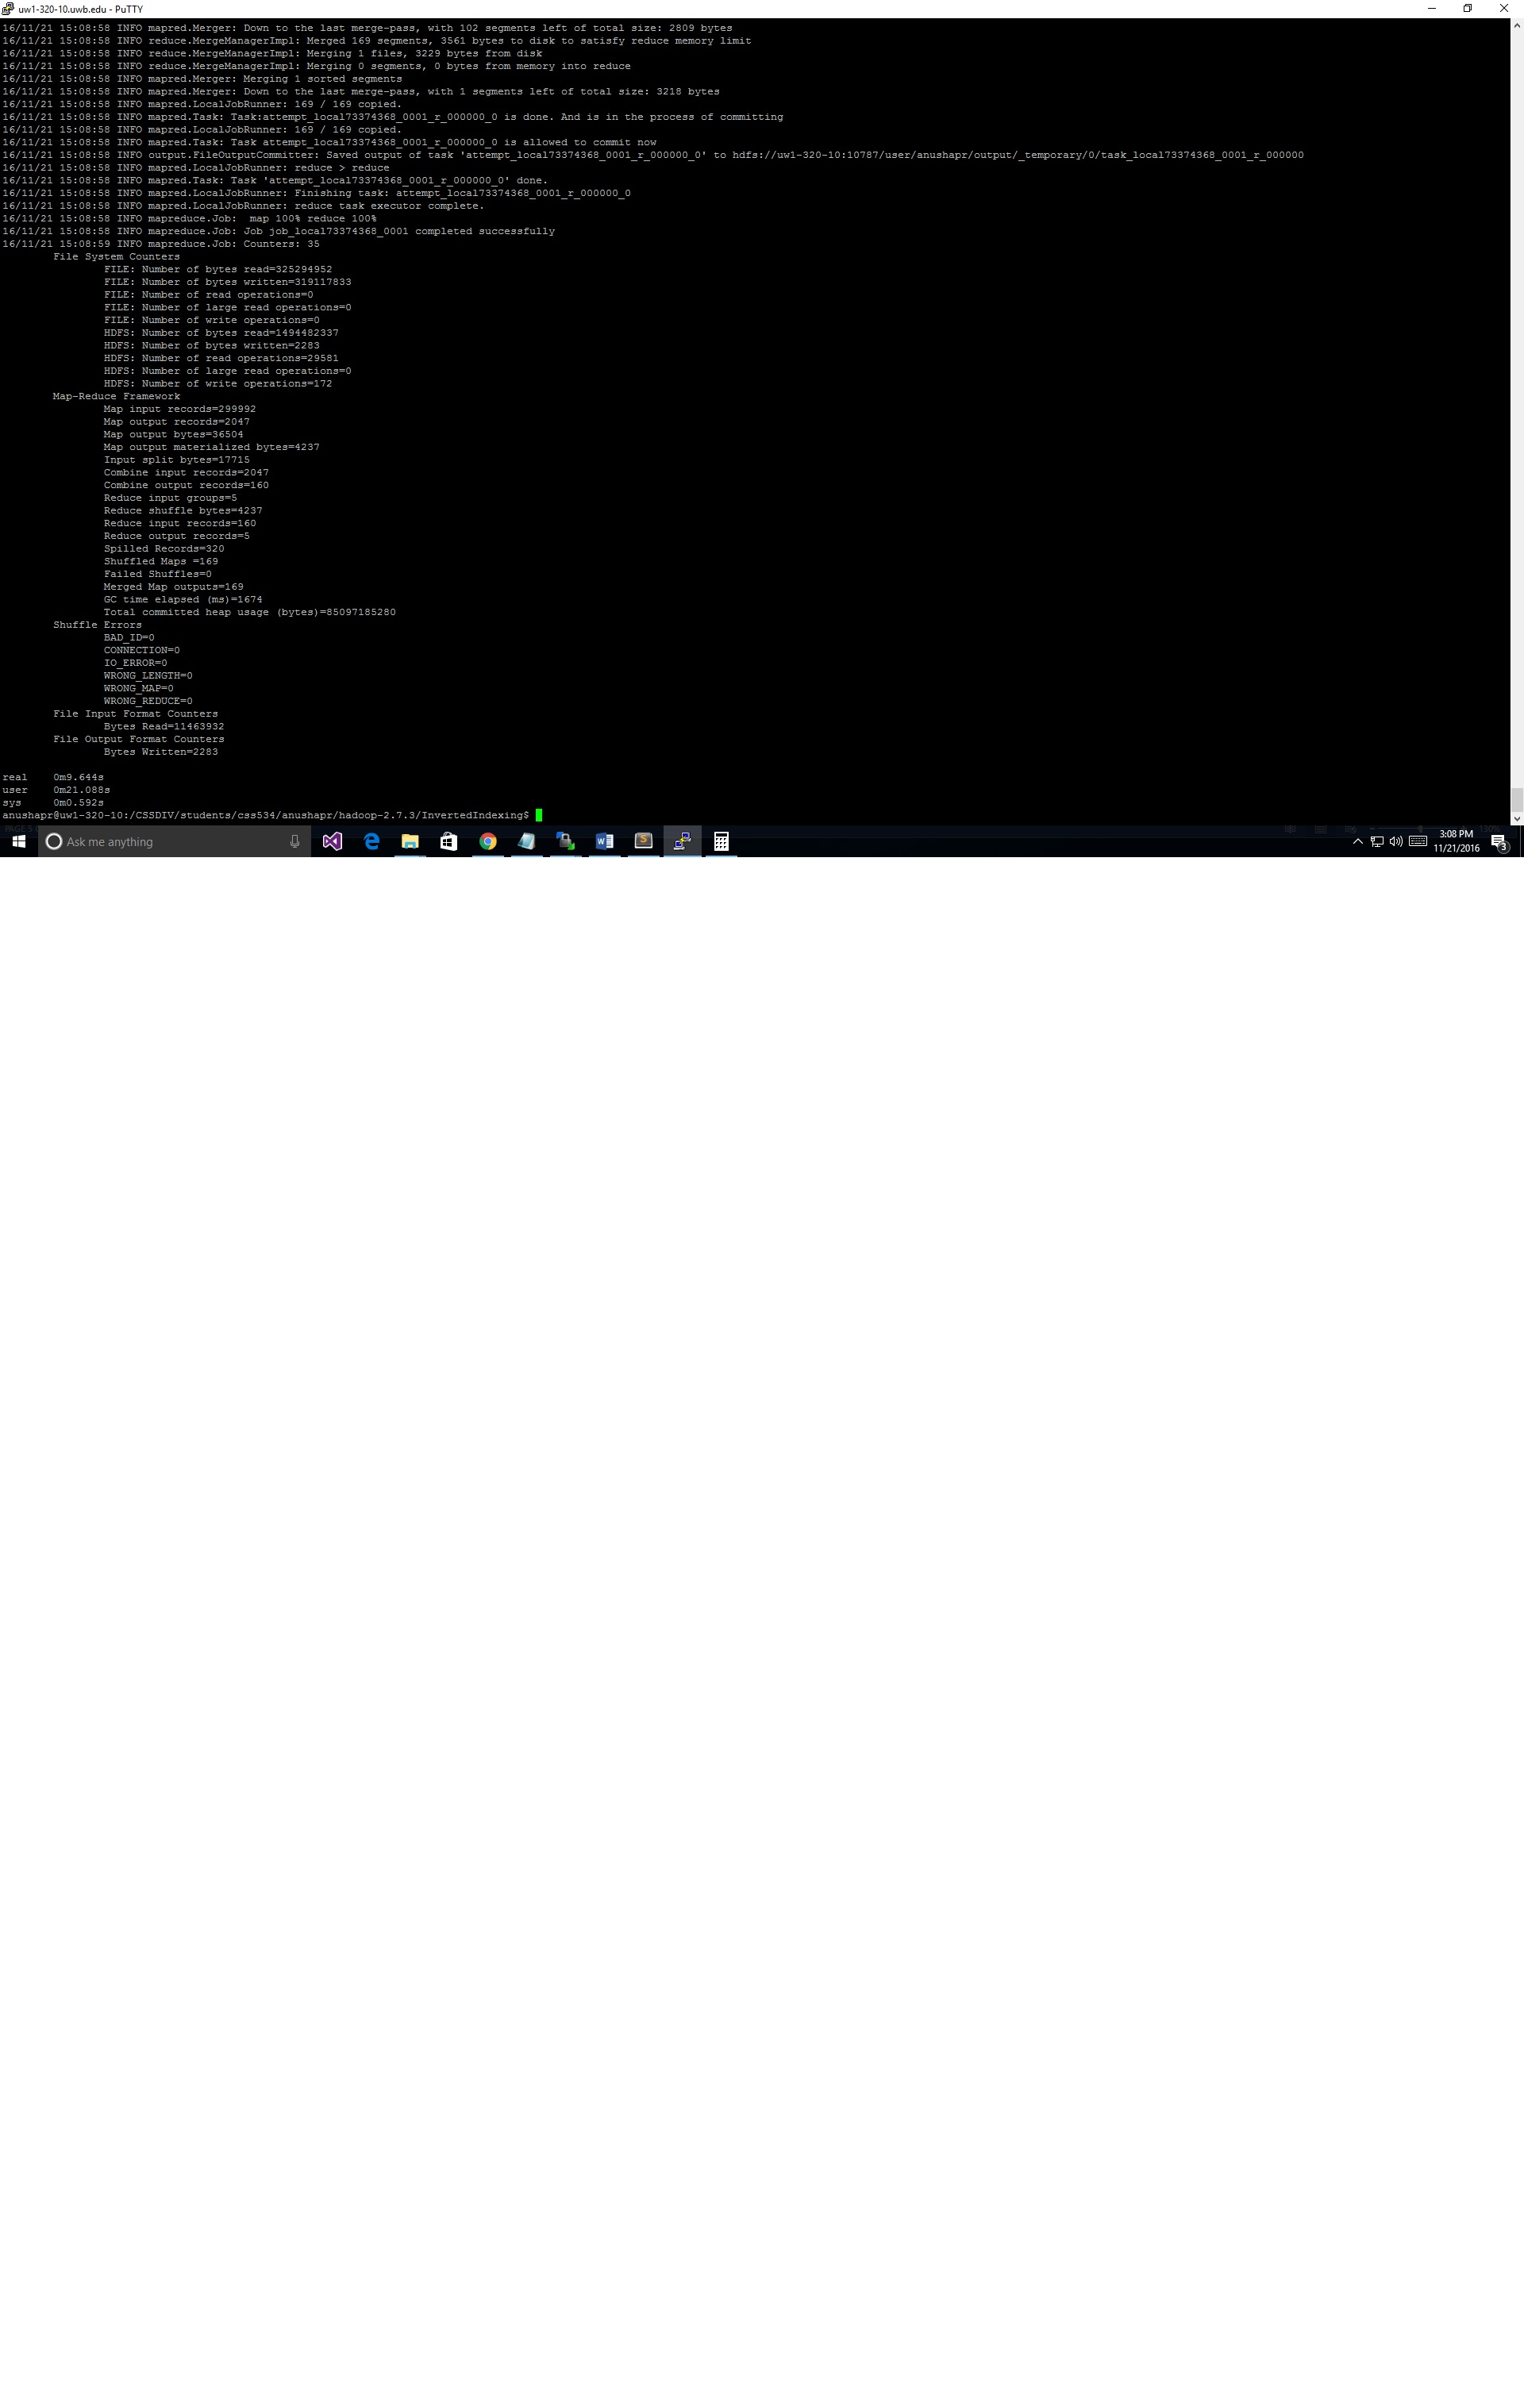 uw1-320-10.uwb.edu - PuTTY
16/11/21 15:08:58 INFO mapred.Merger: Down to the last merge-pass, with 102 segments left of total size: 2809 bytes
16/11/21 15:08:58 INFO reduce.MergeManagerImpl: Merged 169 segments, 3561 bytes to disk to satisfy reduce memory limit
16/11/21 15:08:58 INFO reduce.MergeManagerImpl: Merging 1 files, 3229 bytes from disk
16/11/21 15:08:58 INFO reduce.MergeManagerImpl: Merging 0 segments, 0 bytes from memory into reduce
16/11/21 15:08:58 INFO mapred.Merger: Merging 1 sorted segments
16/11/21 15:08:58 INFO mapred.Merger: Down to the last merge-pass, with 1 segments left of total size: 3218 bytes
16/11/21 15:08:58 INFO mapred.LocalJobRunner: 169 / 169 copied.
16/11/21 15:08:58 INFO mapred.Task: Task:attempt_local73374368_0001_r_000000_0 is done. And is in the process of committing
16/11/21 15:08:58 INFO mapred.LocalJobRunner: 169 / 169 copied.
16/11/21 15:08:58 INFO mapred.Task: Task attempt_local73374368_0001_r_000000_0 is allowed to commit now
16/11/21 15:08:58 INFO output.FileOutputCommitter: Saved output of task 'attempt_local73374368_0001_r_000000_0' to hdfs://uw1-320-10:10787/user/anushapr/output/_temporary/0/task_local73374368_0001_r_000000
16/11/21 15:08:58 INFO mapred.LocalJobRunner: reduce > reduce
16/11/21 15:08:58 INFO mapred.Task: Task 'attempt_local73374368_0001_r_000000_0' done.
16/11/21 15:08:58 INFO mapred.LocalJobRunner: Finishing task: attempt_local73374368_0001_r_000000_0
16/11/21 15:08:58 INFO mapred.LocalJobRunner: reduce task executor complete.
16/11/21 15:08:58 INFO mapreduce.Job:  map 100% reduce 100%
16/11/21 15:08:58 INFO mapreduce.Job: Job job_local73374368_0001 completed successfully
16/11/21 15:08:59 INFO mapreduce.Job: Counters: 35
File System Counters
FILE: Number of bytes read=325294952
FILE: Number of bytes written=319117833
FILE: Number of read operations=0
FILE: Number of large read operations=0
FILE: Number of write operations=0
HDFS: Number of bytes read=1494482337
HDFS: Number of bytes written=2283
HDFS: Number of read operations=29581
HDFS: Number of large read operations=0
HDFS: Number of write operations=172
Map-Reduce Framework
Map input records=299992
Map output records=2047
Map output bytes=36504
Map output materialized bytes=4237
Input split bytes=17715
Combine input records=2047
Combine output records=160
Reduce input groups=5
Reduce shuffle bytes=4237
Reduce input records=160
Reduce output records=5
Spilled Records=320
Shuffled Maps =169
Failed Shuffles=0
Merged Map outputs=169
GC time elapsed (ms)=1674
Total committed heap usage (bytes)=85097185280
Shuffle Errors
BAD_ID=0
CONNECTION=0
IO_ERROR=0
WRONG_LENGTH=0
WRONG_MAP=0
WRONG_REDUCE=0
File Input Format Counters
Bytes Read=11463932
File Output Format Counters
Bytes Written=2283
real 0m9.644s
user 0m21.088s
sys 0m0.592s
anushapr@uw1-320-10:/CSSDIV/students/css534/anushapr/hadoop-2.7.3/InvertedIndexing$
Ask me anything
3:08 PM
11/21/2016
3